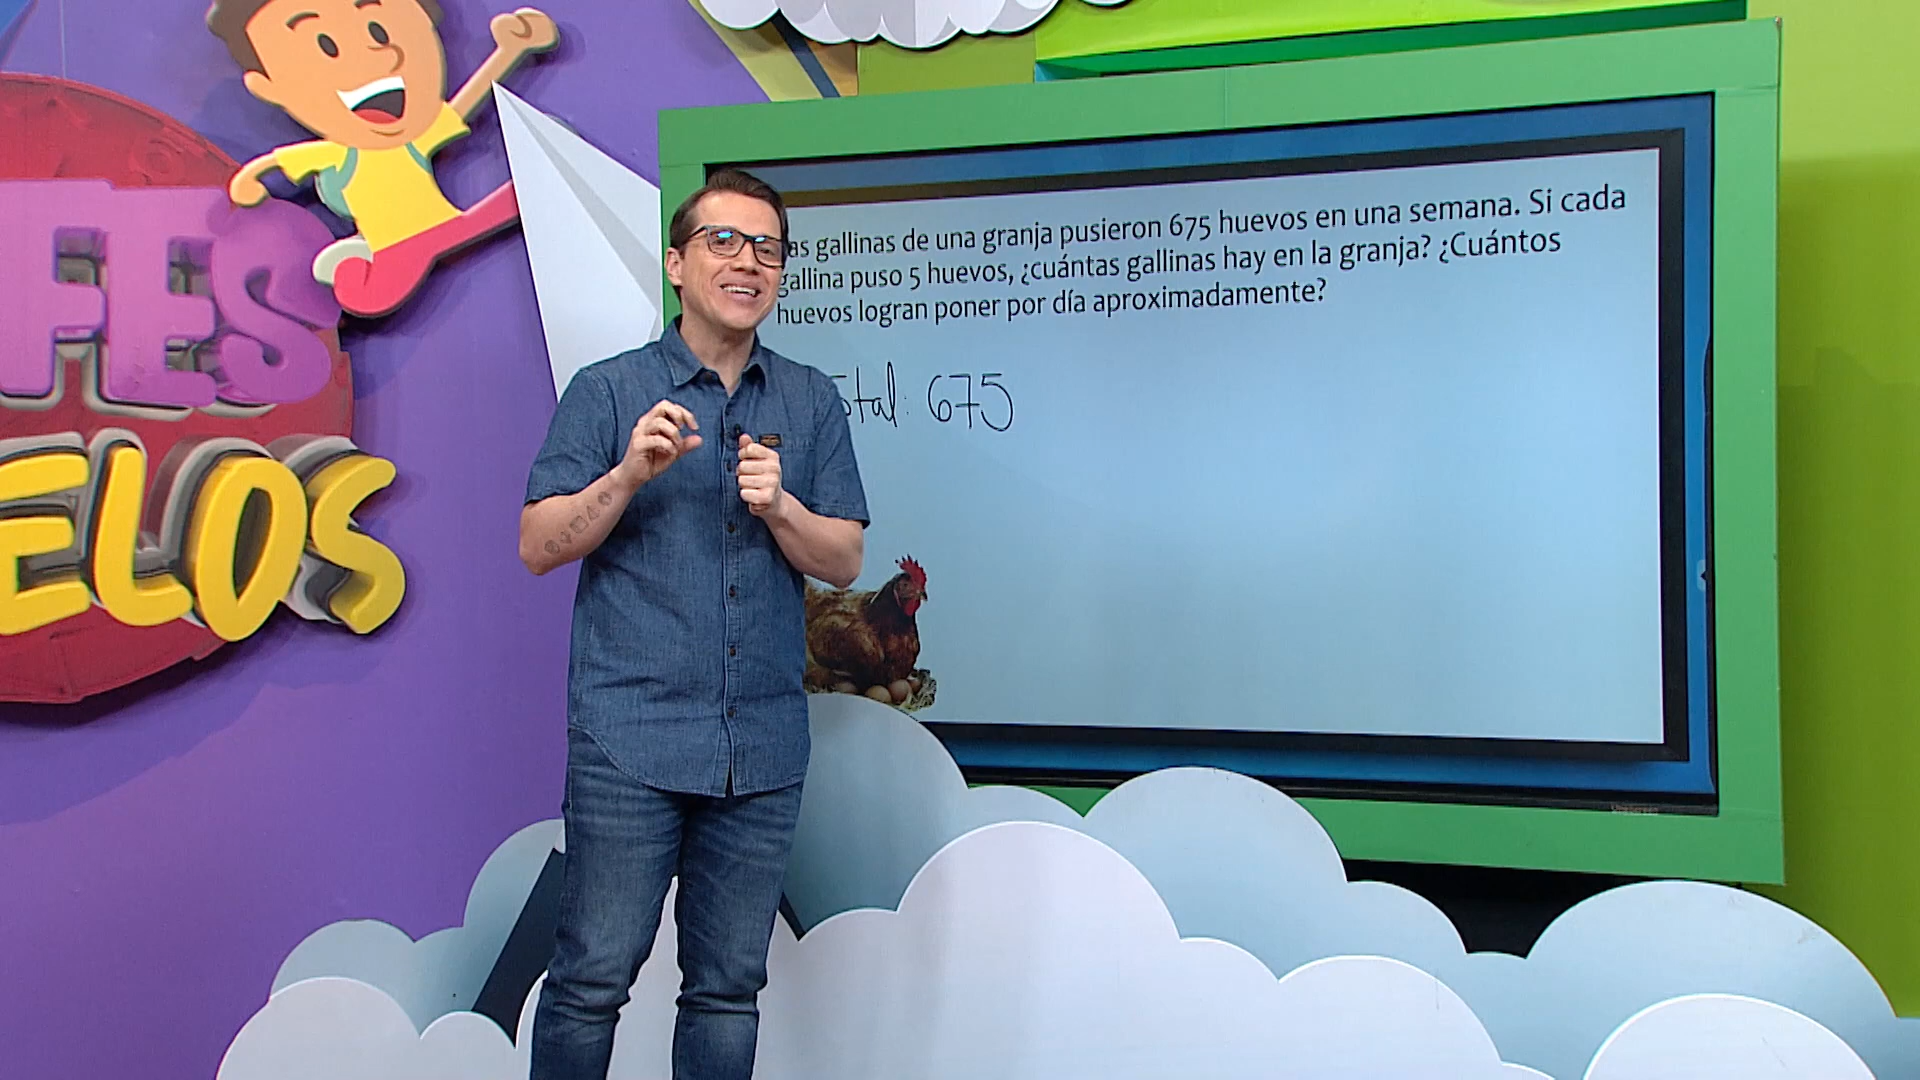 FES
ELOS
as gallinas de una granja pusieron 675 huevos en una semana. Si cada
gallina puso 5 huevos, ¿cuántas gallinas hay en la granja? ¿Cuántos
huevos logran poner por día aproximadamente?
otal: 675